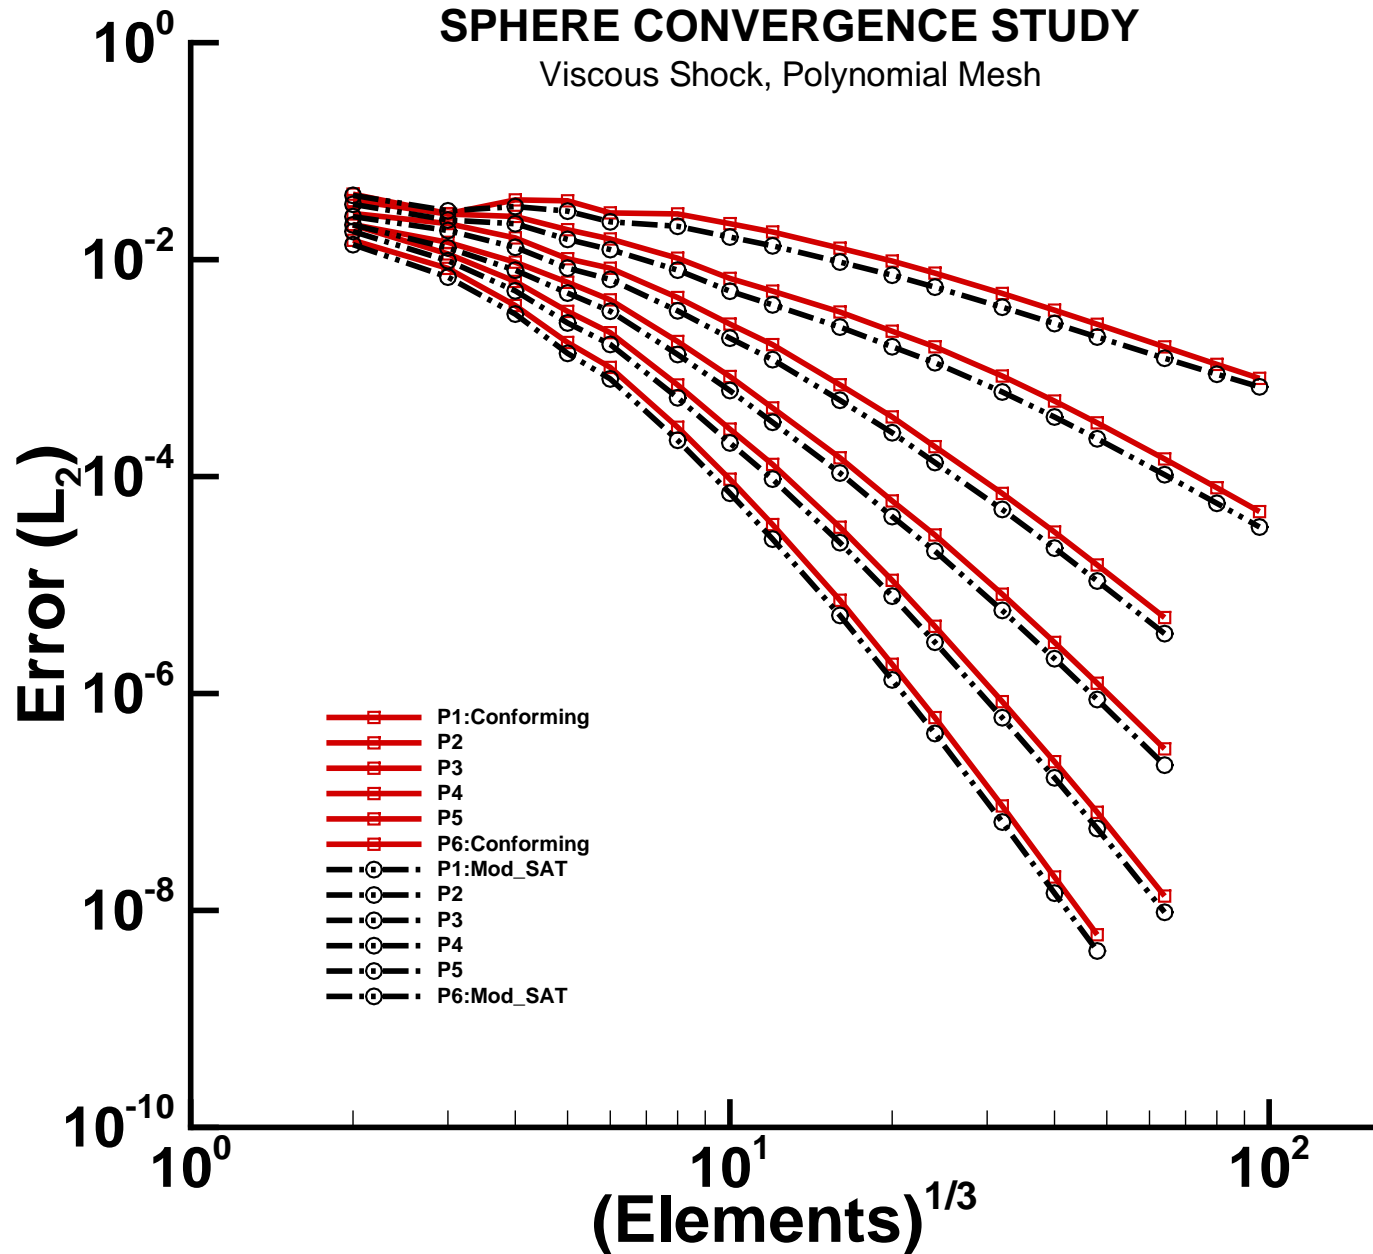 SPHERE CONVERGENCE STUDY
Viscous Shock, Polynomial Mesh
10^0
10^-2
10^-4
10^-6
10^-8
10^-10
Error (L_2)
P1:Conforming
P2
P3
P4
P5
P6:Conforming
P1:Mod_SAT
P2
P3
P4
P5
P6:Mod_SAT
10^0 10^1 10^2
(Elements)^1/3